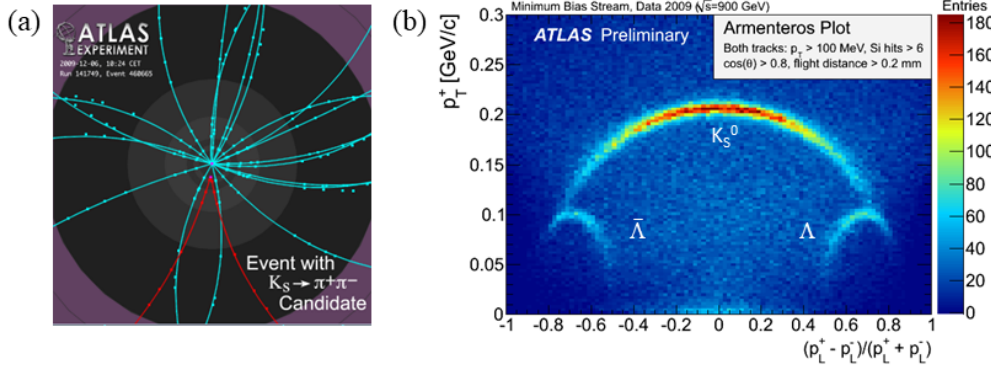 (a)
ATLAS
EXPERIMENT
2009-12-06, 10:24 CET
Run 141749, Event 460665
Event with
K_S → π⁺π⁻
Candidate
(b)
Minimum Bias Stream, Data 2009 (√s=900 GeV)
Entries
ATLAS Preliminary
Armenteros Plot
Both tracks: p_T > 100 MeV, Si hits > 6
cos(θ) > 0.8, flight distance > 0.2 mm
p_T⁺ [GeV/c]
0.3
0.25
0.2
0.15
0.1
0.05
0
K_S⁰
Λ̄
Λ
-1 -0.8 -0.6 -0.4 -0.2 0 0.2 0.4 0.6 0.8 1
(p_L⁺ - p_L⁻)/(p_L⁺ + p_L⁻)
180
160
140
120
100
80
60
40
20
0